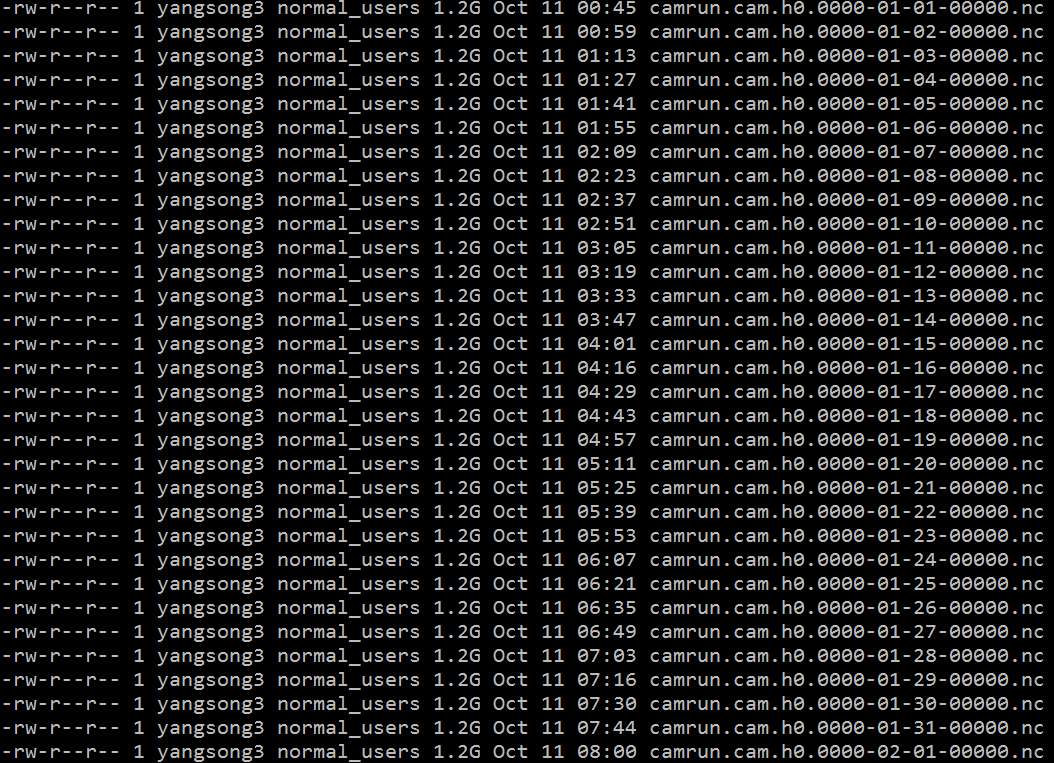 -rw-r--r-- 1 yangsong3 normal_users 1.2G Oct 11 00:45 camrun.cam.h0.0000-01-01-00000.nc
-rw-r--r-- 1 yangsong3 normal_users 1.2G Oct 11 00:59 camrun.cam.h0.0000-01-02-00000.nc
-rw-r--r-- 1 yangsong3 normal_users 1.2G Oct 11 01:13 camrun.cam.h0.0000-01-03-00000.nc
-rw-r--r-- 1 yangsong3 normal_users 1.2G Oct 11 01:27 camrun.cam.h0.0000-01-04-00000.nc
-rw-r--r-- 1 yangsong3 normal_users 1.2G Oct 11 01:41 camrun.cam.h0.0000-01-05-00000.nc
-rw-r--r-- 1 yangsong3 normal_users 1.2G Oct 11 01:55 camrun.cam.h0.0000-01-06-00000.nc
-rw-r--r-- 1 yangsong3 normal_users 1.2G Oct 11 02:09 camrun.cam.h0.0000-01-07-00000.nc
-rw-r--r-- 1 yangsong3 normal_users 1.2G Oct 11 02:23 camrun.cam.h0.0000-01-08-00000.nc
-rw-r--r-- 1 yangsong3 normal_users 1.2G Oct 11 02:37 camrun.cam.h0.0000-01-09-00000.nc
-rw-r--r-- 1 yangsong3 normal_users 1.2G Oct 11 02:51 camrun.cam.h0.0000-01-10-00000.nc
-rw-r--r-- 1 yangsong3 normal_users 1.2G Oct 11 03:05 camrun.cam.h0.0000-01-11-00000.nc
-rw-r--r-- 1 yangsong3 normal_users 1.2G Oct 11 03:19 camrun.cam.h0.0000-01-12-00000.nc
-rw-r--r-- 1 yangsong3 normal_users 1.2G Oct 11 03:33 camrun.cam.h0.0000-01-13-00000.nc
-rw-r--r-- 1 yangsong3 normal_users 1.2G Oct 11 03:47 camrun.cam.h0.0000-01-14-00000.nc
-rw-r--r-- 1 yangsong3 normal_users 1.2G Oct 11 04:01 camrun.cam.h0.0000-01-15-00000.nc
-rw-r--r-- 1 yangsong3 normal_users 1.2G Oct 11 04:16 camrun.cam.h0.0000-01-16-00000.nc
-rw-r--r-- 1 yangsong3 normal_users 1.2G Oct 11 04:29 camrun.cam.h0.0000-01-17-00000.nc
-rw-r--r-- 1 yangsong3 normal_users 1.2G Oct 11 04:43 camrun.cam.h0.0000-01-18-00000.nc
-rw-r--r-- 1 yangsong3 normal_users 1.2G Oct 11 04:57 camrun.cam.h0.0000-01-19-00000.nc
-rw-r--r-- 1 yangsong3 normal_users 1.2G Oct 11 05:11 camrun.cam.h0.0000-01-20-00000.nc
-rw-r--r-- 1 yangsong3 normal_users 1.2G Oct 11 05:25 camrun.cam.h0.0000-01-21-00000.nc
-rw-r--r-- 1 yangsong3 normal_users 1.2G Oct 11 05:39 camrun.cam.h0.0000-01-22-00000.nc
-rw-r--r-- 1 yangsong3 normal_users 1.2G Oct 11 05:53 camrun.cam.h0.0000-01-23-00000.nc
-rw-r--r-- 1 yangsong3 normal_users 1.2G Oct 11 06:07 camrun.cam.h0.0000-01-24-00000.nc
-rw-r--r-- 1 yangsong3 normal_users 1.2G Oct 11 06:21 camrun.cam.h0.0000-01-25-00000.nc
-rw-r--r-- 1 yangsong3 normal_users 1.2G Oct 11 06:35 camrun.cam.h0.0000-01-26-00000.nc
-rw-r--r-- 1 yangsong3 normal_users 1.2G Oct 11 06:49 camrun.cam.h0.0000-01-27-00000.nc
-rw-r--r-- 1 yangsong3 normal_users 1.2G Oct 11 07:03 camrun.cam.h0.0000-01-28-00000.nc
-rw-r--r-- 1 yangsong3 normal_users 1.2G Oct 11 07:16 camrun.cam.h0.0000-01-29-00000.nc
-rw-r--r-- 1 yangsong3 normal_users 1.2G Oct 11 07:30 camrun.cam.h0.0000-01-30-00000.nc
-rw-r--r-- 1 yangsong3 normal_users 1.2G Oct 11 07:44 camrun.cam.h0.0000-01-31-00000.nc
-rw-r--r-- 1 yangsong3 normal_users 1.2G Oct 11 08:00 camrun.cam.h0.0000-02-01-00000.nc